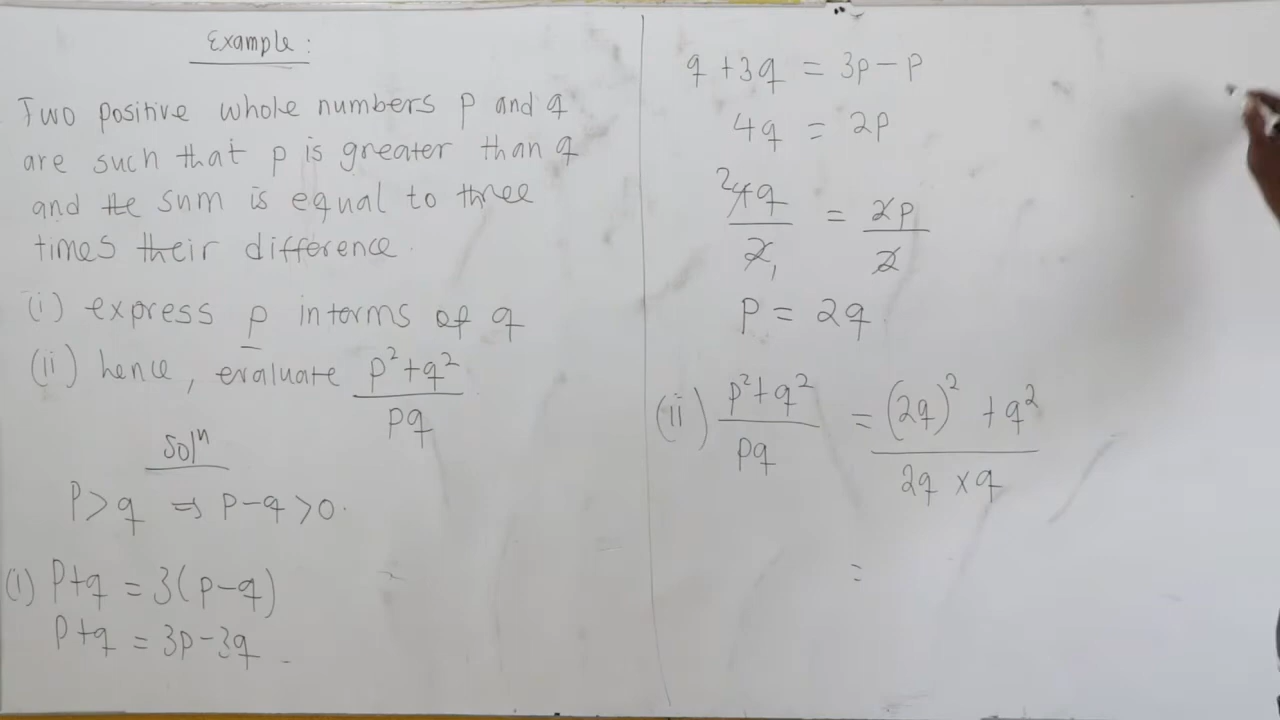 Example:
Two positive whole numbers p and q
are such that p is greater than q
and the sum is equal to three
times their difference.
(i) express p interms of q
(ii) hence, evaluate p²+q²/pq
Solⁿ
P>q ⇒ p-q>0.
(i) P+q = 3(p-q)
P+q = 3p-3q
q+3q = 3p-p
4q = 2p
4q/2 = 2p/2
P = 2q
(ii) p²+q²/pq = (2q)²+q²/2q×q
=